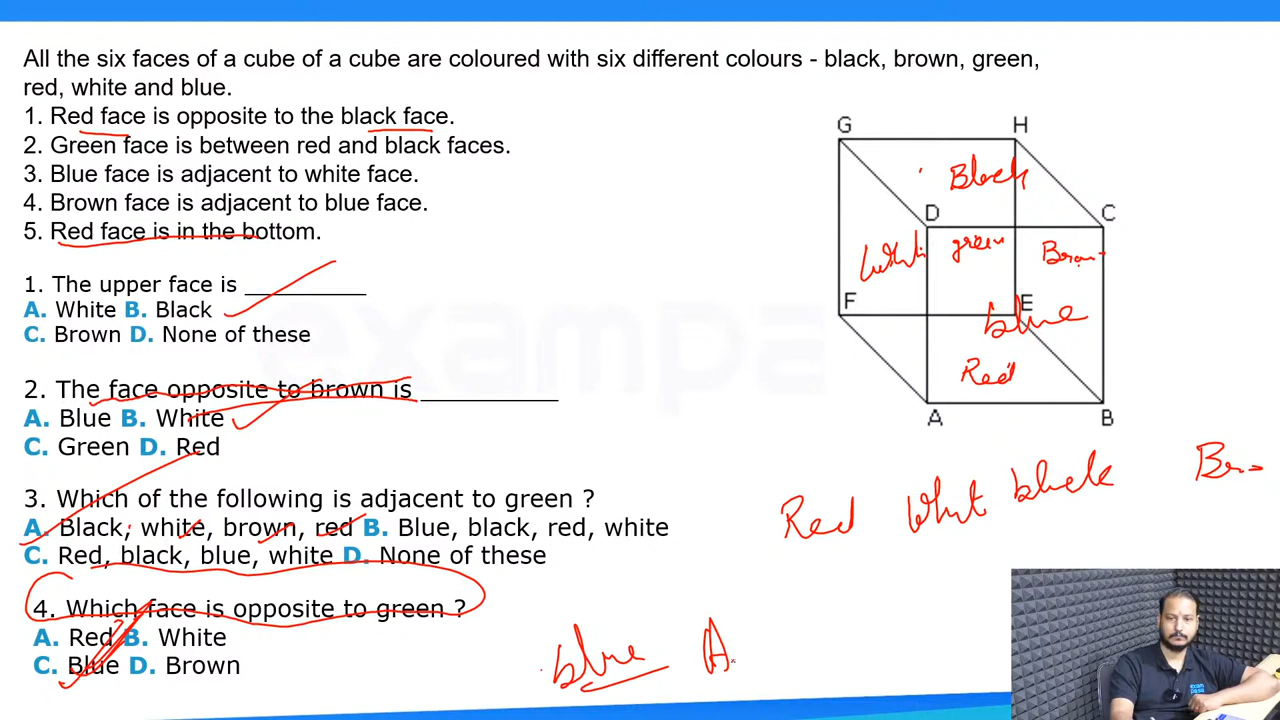 All the six faces of a cube of a cube are coloured with six different colours - black, brown, green,
red, white and blue.
1. Red face is opposite to the black face.
2. Green face is between red and black faces.
3. Blue face is adjacent to white face.
4. Brown face is adjacent to blue face.
5. Red face is in the bottom.
1. The upper face is __________
A. White B. Black
C. Brown D. None of these
2. The face opposite to brown is __________
A. Blue B. White
C. Green D. Red
3. Which of the following is adjacent to green ?
A. Black, white, brown, red B. Blue, black, red, white
C. Red, black, blue, white D. None of these
4. Which face is opposite to green ?
A. Red B. White
C. Blue D. Brown
G H
Black
D C
green
F E
blue
Red
A B
Red
blue A
exampasa